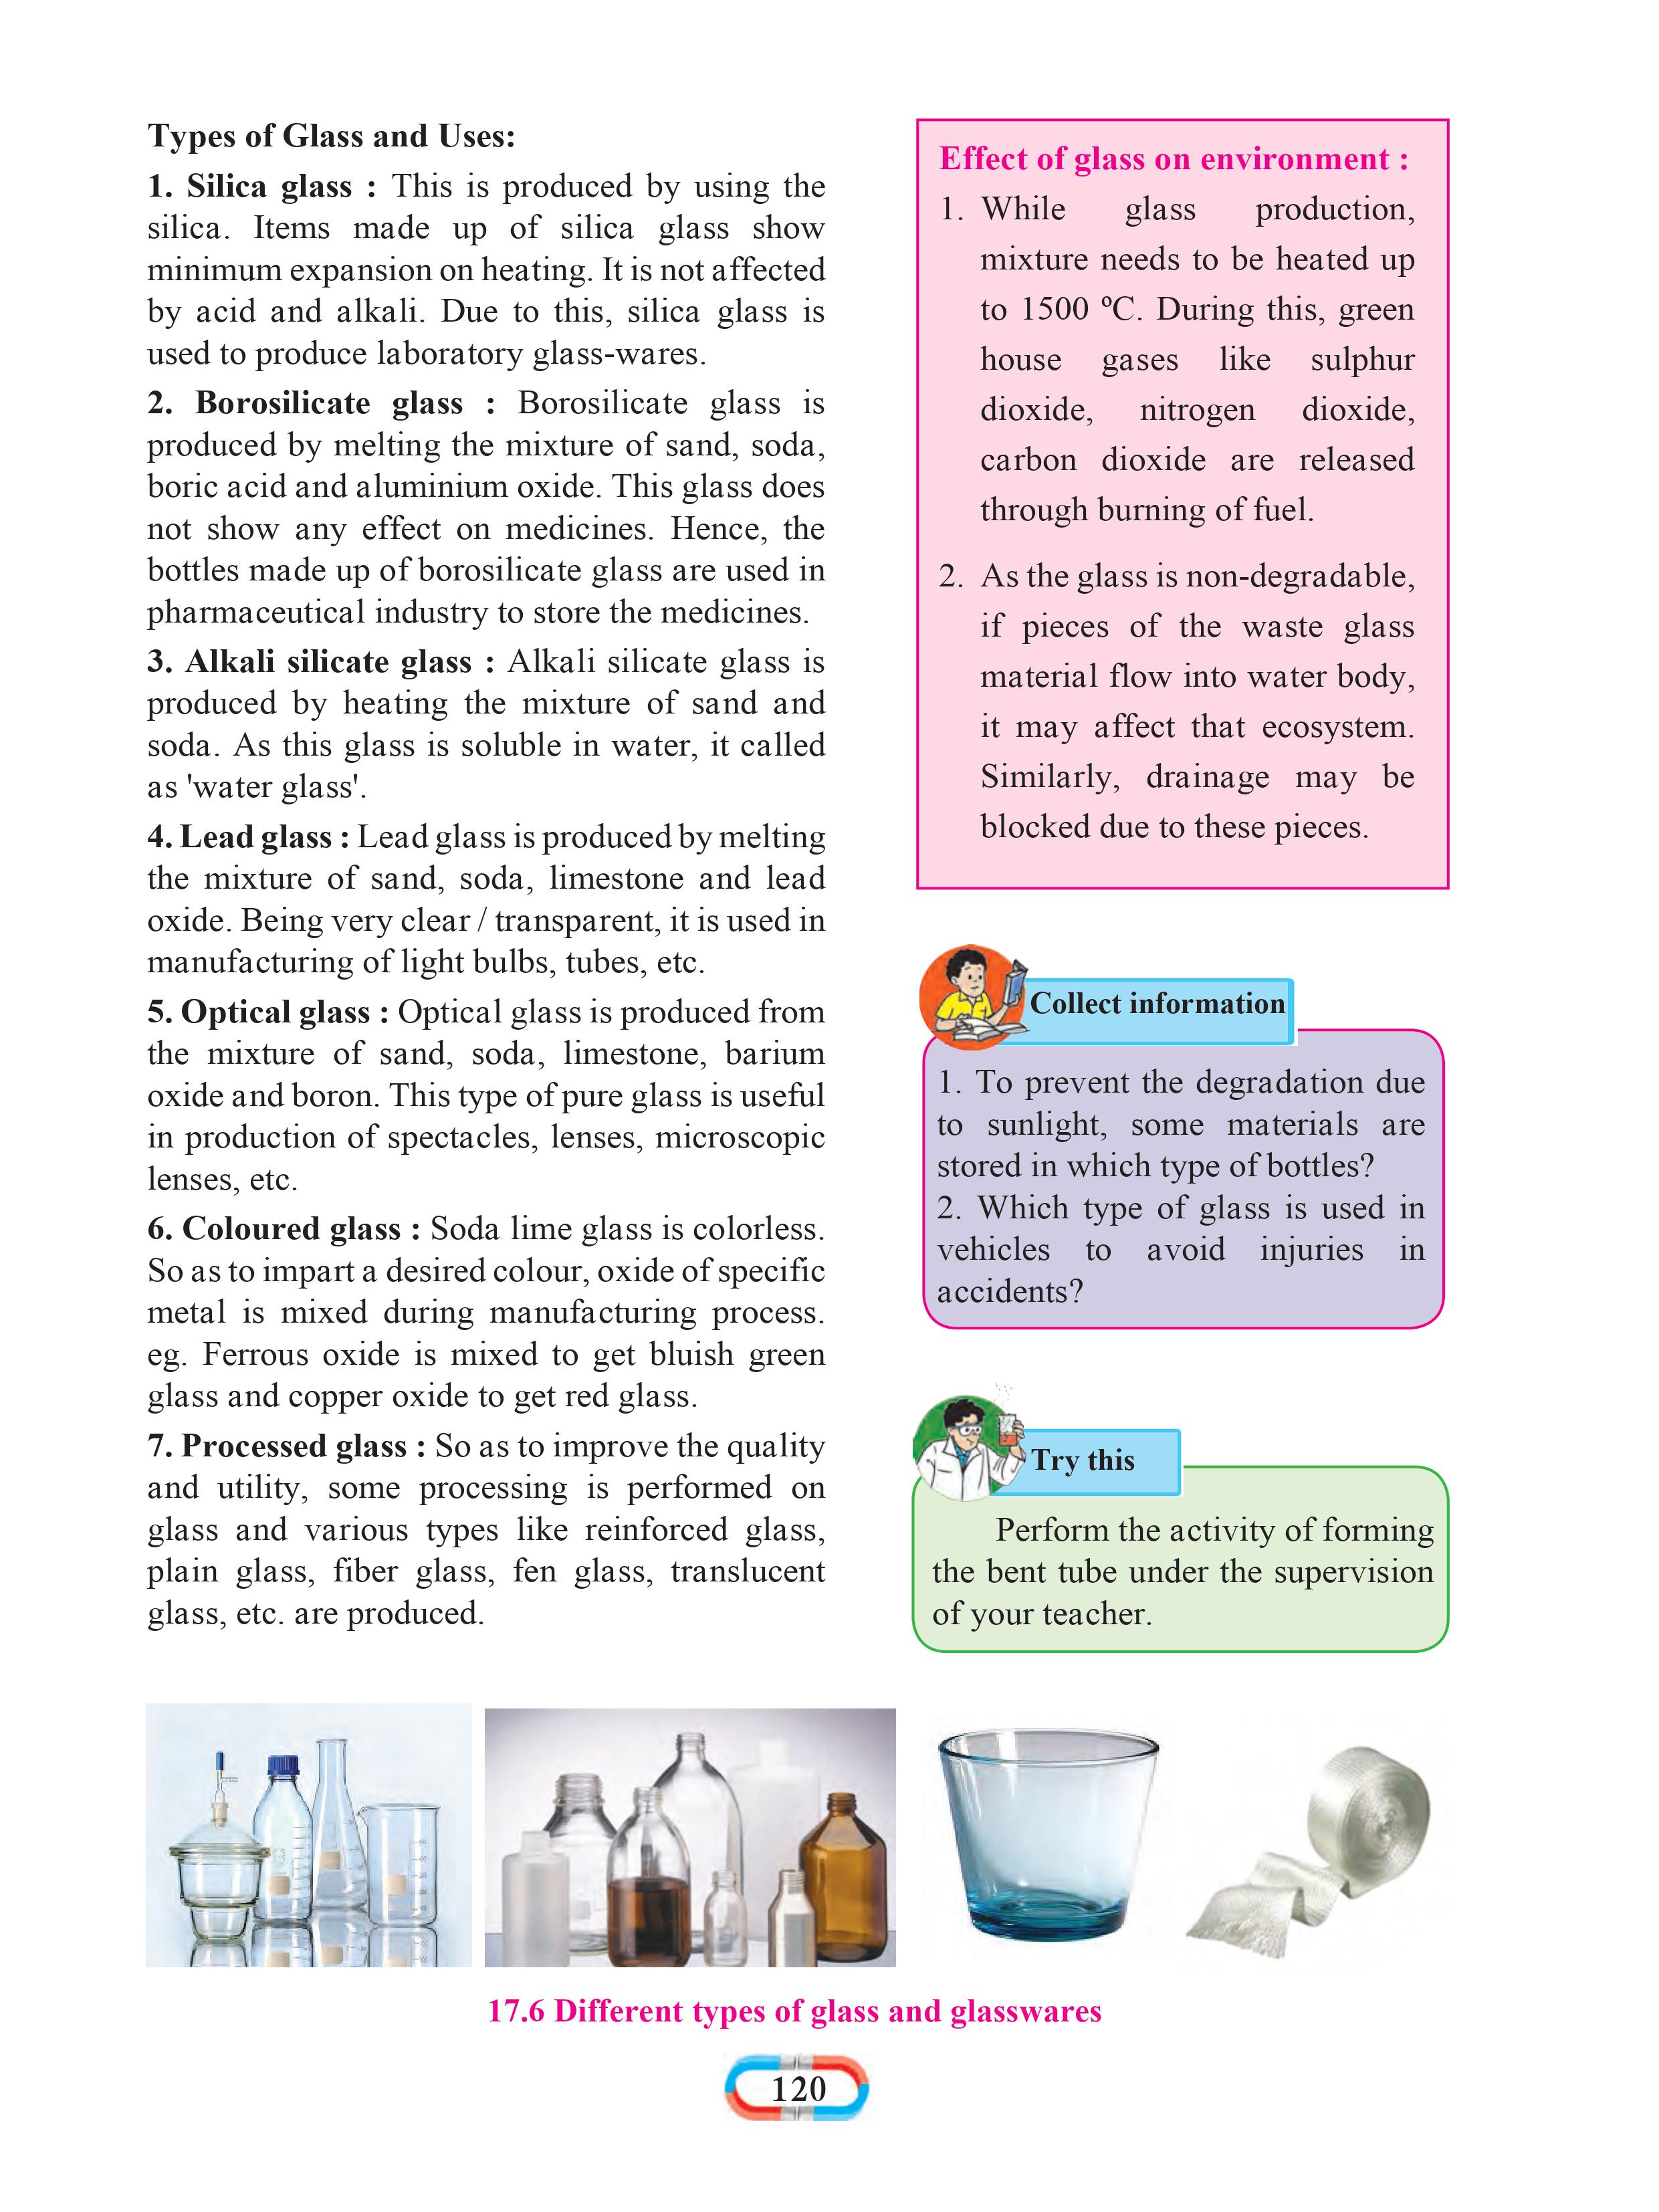 Types of Glass and Uses:
1. Silica glass : This is produced by using the
silica. Items made up of silica glass show
minimum expansion on heating. It is not affected
by acid and alkali. Due to this, silica glass is
used to produce laboratory glass-wares.
2. Borosilicate glass : Borosilicate glass is
produced by melting the mixture of sand, soda,
boric acid and aluminium oxide. This glass does
not show any effect on medicines. Hence, the
bottles made up of borosilicate glass are used in
pharmaceutical industry to store the medicines.
3. Alkali silicate glass : Alkali silicate glass is
produced by heating the mixture of sand and
soda. As this glass is soluble in water, it called
as 'water glass'.
4. Lead glass : Lead glass is produced by melting
the mixture of sand, soda, limestone and lead
oxide. Being very clear / transparent, it is used in
manufacturing of light bulbs, tubes, etc.
5. Optical glass : Optical glass is produced from
the mixture of sand, soda, limestone, barium
oxide and boron. This type of pure glass is useful
in production of spectacles, lenses, microscopic
lenses, etc.
6. Coloured glass : Soda lime glass is colorless.
So as to impart a desired colour, oxide of specific
metal is mixed during manufacturing process.
eg. Ferrous oxide is mixed to get bluish green
glass and copper oxide to get red glass.
7. Processed glass : So as to improve the quality
and utility, some processing is performed on
glass and various types like reinforced glass,
plain glass, fiber glass, fen glass, translucent
glass, etc. are produced.
Effect of glass on environment :
1. While glass production,
mixture needs to be heated up
to 1500 ºC. During this, green
house gases like sulphur
dioxide, nitrogen dioxide,
carbon dioxide are released
through burning of fuel.
2. As the glass is non-degradable,
if pieces of the waste glass
material flow into water body,
it may affect that ecosystem.
Similarly, drainage may be
blocked due to these pieces.
Collect information
1. To prevent the degradation due
to sunlight, some materials are
stored in which type of bottles?
2. Which type of glass is used in
vehicles to avoid injuries in
accidents?
Try this
Perform the activity of forming
the bent tube under the supervision
of your teacher.
17.6 Different types of glass and glasswares
120